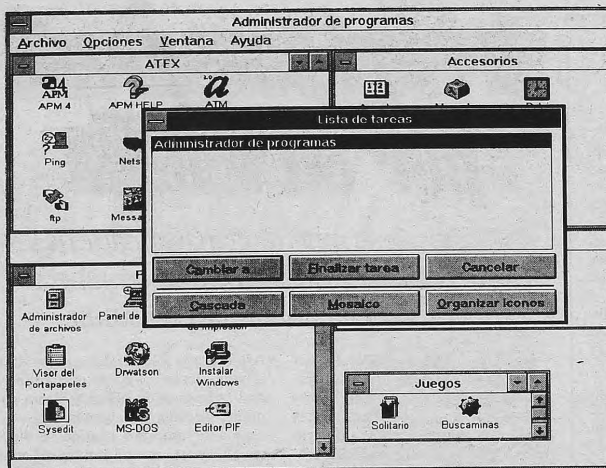 Administrador de programas
Archivo Opciones Ventana Ayuda
ATEX
Accesorios
APM 4
APM HELP
ATM
Lista de tareas
Administrador de programas
Ping
ftp
Cambiar a
Finalizar tarea
Cancelar
Cascada
Mosaico
Organizar iconos
Administrador
de archivos
Panel de
de impresión
Visor del
Portapapeles
Drwatson
Instalar
Windows
Juegos
Sysedit
MS-DOS
Editor PIF
Solitario
Buscaminas